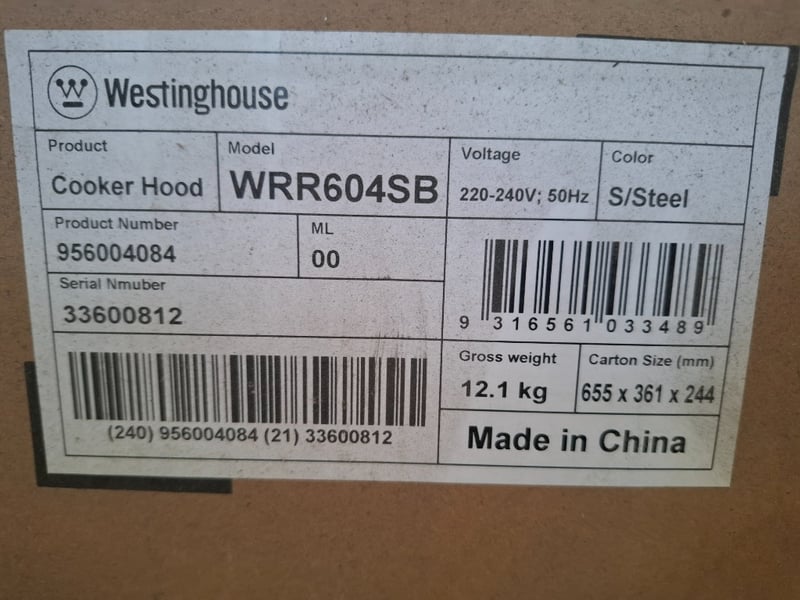 Westinghouse
Product
Cooker Hood
Model
WRR604SB
Voltage
220-240V; 50Hz
Color
S/Steel
Product Number
956004084
ML
00
Serial Nmuber
33600812
9 316561 033489
(240) 956004084 (21) 33600812
Gross weight
12.1 kg
Carton Size (mm)
655 x 361 x 244
Made in China